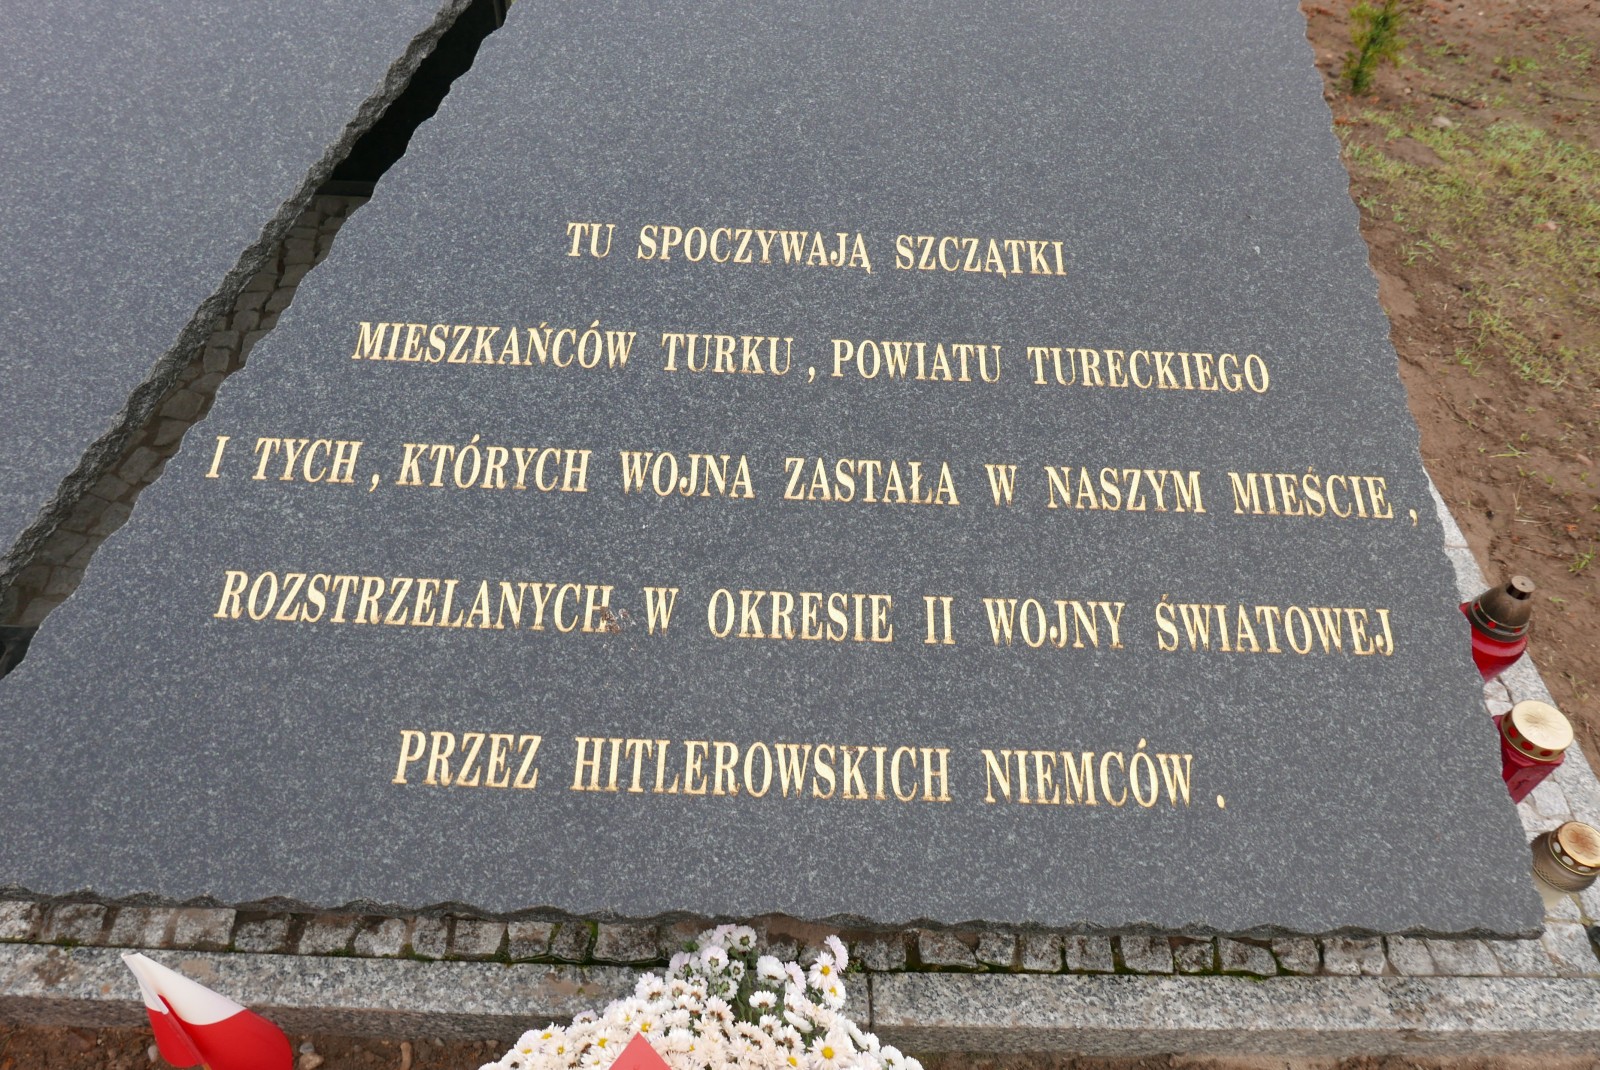 TU SPOCZYWAJĄ SZCZĄTKI
MIESZKAŃCÓW TURKU, POWIATU TURECKIEGO
I TYCH, KTÓRYCH WOJNA ZASTAŁA W NASZYM MIEŚCIE,
ROZSTRZELANYCH W OKRESIE II WOJNY ŚWIATOWEJ
PRZEZ HITLEROWSKICH NIEMCÓW.